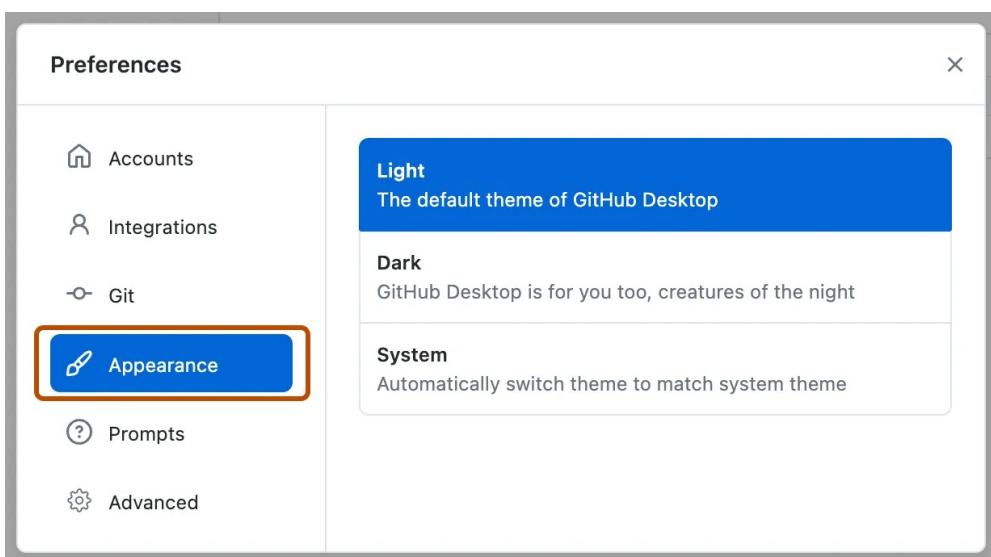 Preferences
Accounts
Integrations
Git
Appearance
Prompts
Advanced
Light
The default theme of GitHub Desktop
Dark
GitHub Desktop is for you too, creatures of the night
System
Automatically switch theme to match system theme